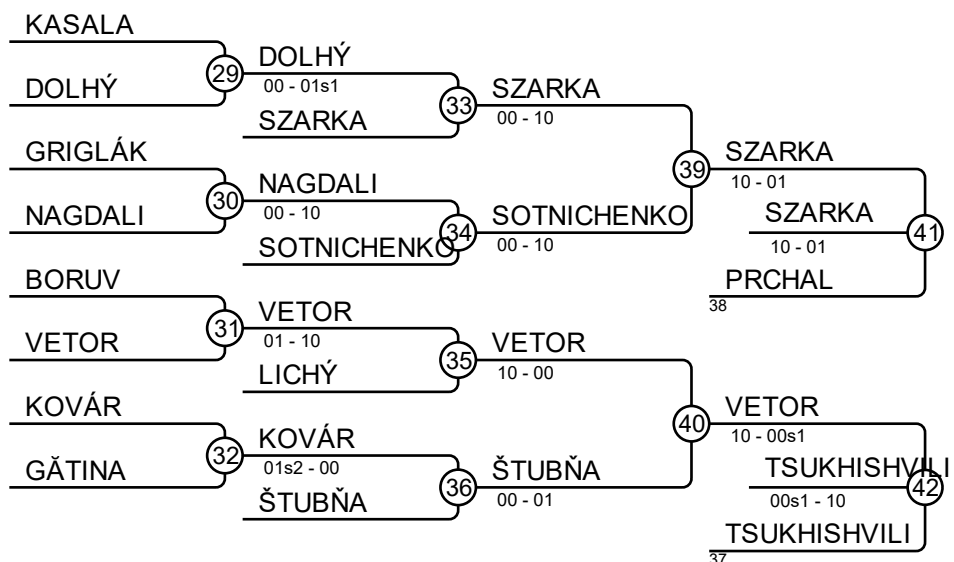 KASALA
DOLHÝ
29
DOLHÝ
00 - 01s1
SZARKA
33
SZARKA
00 - 10
GRIGLÁK
NAGDALI
30
NAGDALI
00 - 10
SOTNICHENKO
34
SOTNICHENKO
00 - 10
39
SZARKA
10 - 01
SZARKA
10 - 01
41
PRCHAL
38
BORUV
VETOR
31
VETOR
01 - 10
LICHÝ
35
VETOR
10 - 00
KOVÁR
GĂTINA
32
KOVÁR
01s2 - 00
ŠTUBŇA
36
ŠTUBŇA
00 - 01
40
VETOR
10 - 00s1
TSUKHISHVILI
00s1 - 10
42
TSUKHISHVILI
37